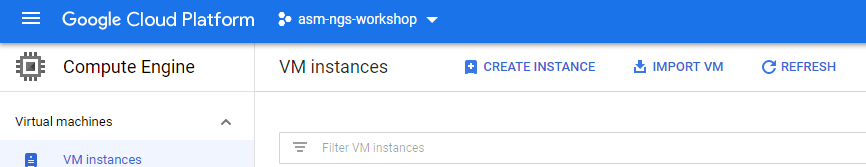 Google Cloud Platform asm-ngs-workshop
Compute Engine VM instances CREATE INSTANCE IMPORT VM REFRESH
Virtual machines
Filter VM instances
VM instances